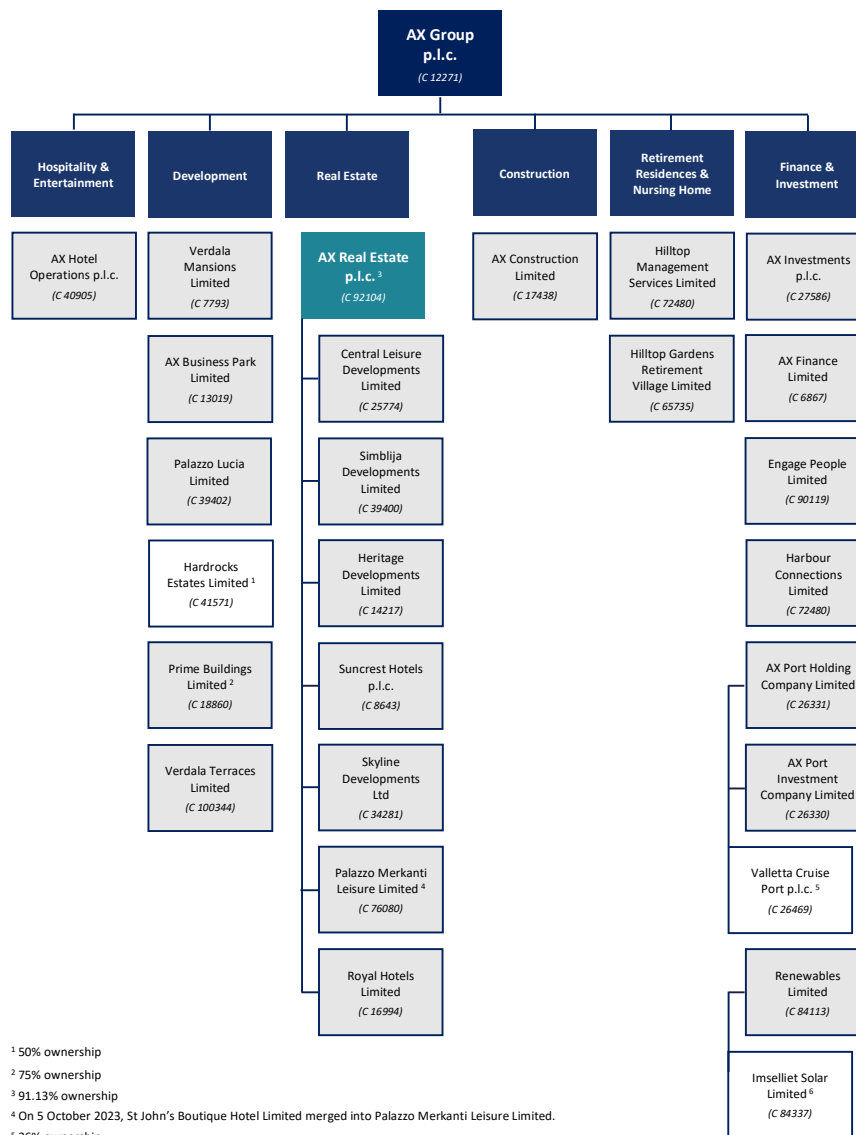 AX Group
p.l.c.
(C 12271)
Hospitality &
Entertainment
Development
Real Estate
Construction
Retirement
Residences &
Nursing Home
Finance &
Investment
AX Hotel
Operations p.l.c.
(C 40905)
Verdala
Mansions
Limited
(C 7793)
AX Business Park
Limited
(C 13019)
Palazzo Lucia
Limited
(C 39402)
Hardrocks
Estates Limited ¹
(C 41571)
Prime Buildings
Limited ²
(C 18860)
Verdala Terraces
Limited
(C 100344)
AX Real Estate
p.l.c. ³
(C 92104)
Central Leisure
Developments
Limited
(C 25774)
Simblija
Developments
Limited
(C 39400)
Heritage
Developments
Limited
(C 14217)
Suncrest Hotels
p.l.c.
(C 8643)
Skyline
Developments
Ltd
(C 34281)
Palazzo Merkanti
Leisure Limited ⁴
(C 76080)
Royal Hotels
Limited
(C 16994)
AX Construction
Limited
(C 17438)
Hilltop
Management
Services Limited
(C 72480)
Hilltop Gardens
Retirement
Village Limited
(C 65735)
AX Investments
p.l.c.
(C 27586)
AX Finance
Limited
(C 6867)
Engage People
Limited
(C 90119)
Harbour
Connections
Limited
(C 72480)
AX Port Holding
Company Limited
(C 26331)
AX Port
Investment
Company Limited
(C 26330)
Valletta Cruise
Port p.l.c. ⁵
(C 26469)
Renewables
Limited
(C 84113)
Imselliet Solar
Limited ⁶
(C 84337)
¹ 50% ownership
² 75% ownership
³ 91.13% ownership
⁴ On 5 October 2023, St John's Boutique Hotel Limited merged into Palazzo Merkanti Leisure Limited.